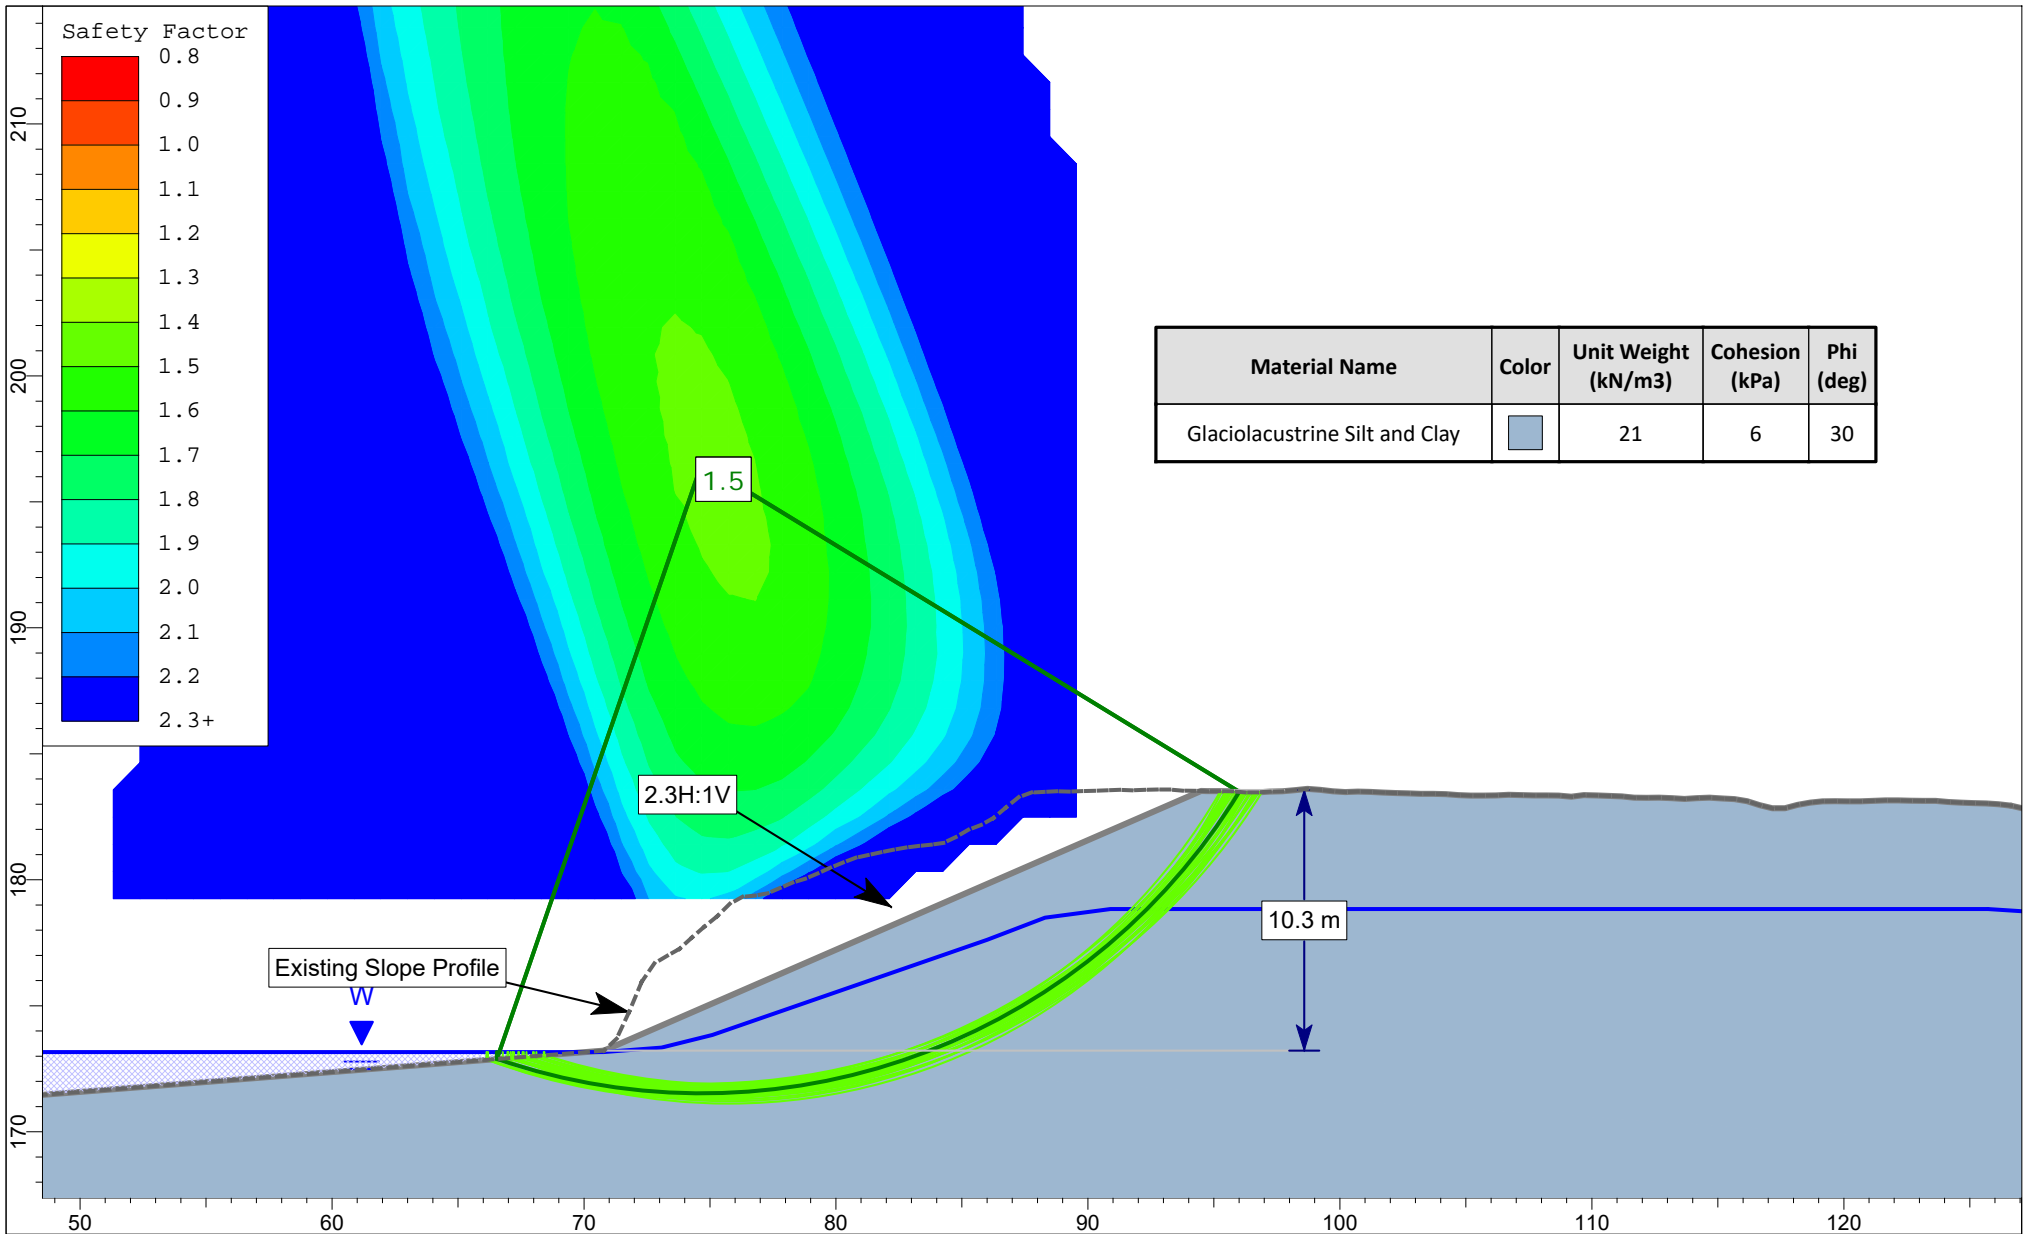 Safety Factor
0.8
0.9
1.0
1.1
1.2
1.3
1.4
1.5
1.6
1.7
1.8
1.9
2.0
2.1
2.2
2.3+
210
200
190
180
170
Material Name Color Unit Weight (kN/m3) Cohesion (kPa) Phi (deg)
Glaciolacustrine Silt and Clay 21 6 30
1.5
2.3H:1V
10.3 m
Existing Slope Profile
W
50 60 70 80 90 100 110 120